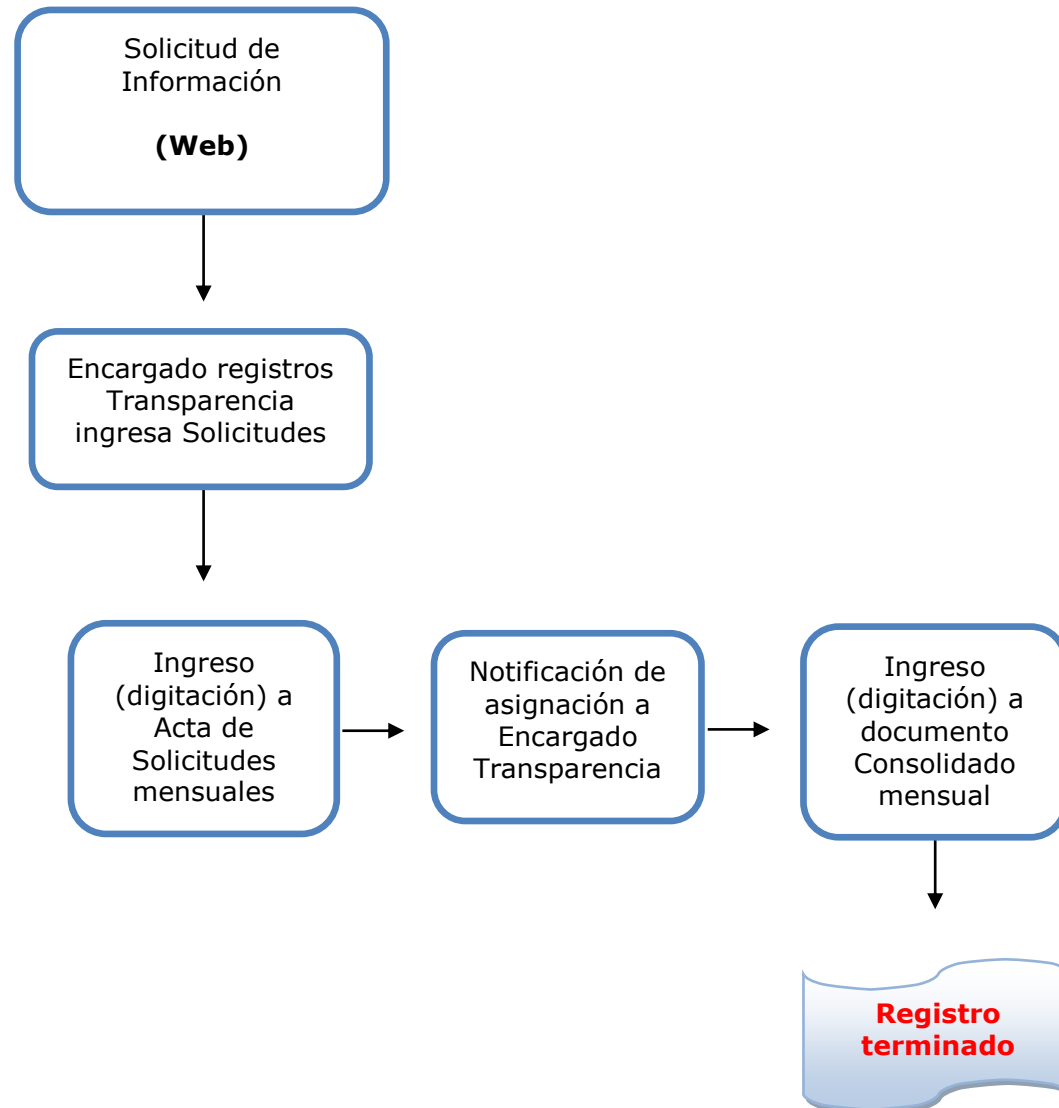 Solicitud de
Información
(Web)
Encargado registros
Transparencia
ingresa Solicitudes
Ingreso
(digitación) a
Acta de
Solicitudes
mensuales
Notificación de
asignación a
Encargado
Transparencia
Ingreso
(digitación) a
documento
Consolidado
mensual
Registro
terminado